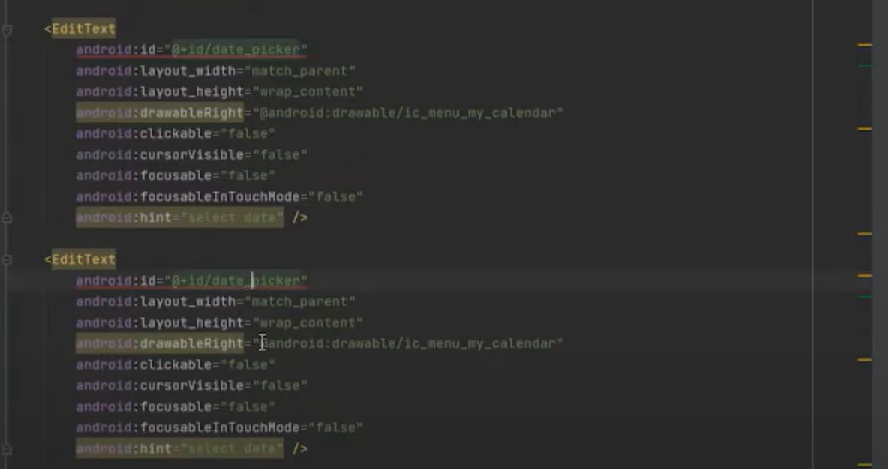 <EditText
android:id="@+id/date_picker"
android:layout_width="match_parent"
android:layout_height="wrap_content"
android:drawableRight="@android:drawable/ic_menu_my_calendar"
android:clickable="false"
android:cursorVisible="false"
android:focusable="false"
android:focusableInTouchMode="false"
android:hint="select date" />
<EditText
android:id="@+id/date_picker"
android:layout_width="match_parent"
android:layout_height="wrap_content"
android:drawableRight="@android:drawable/ic_menu_my_calendar"
android:clickable="false"
android:cursorVisible="false"
android:focusable="false"
android:focusableInTouchMode="false"
android:hint="select date" />